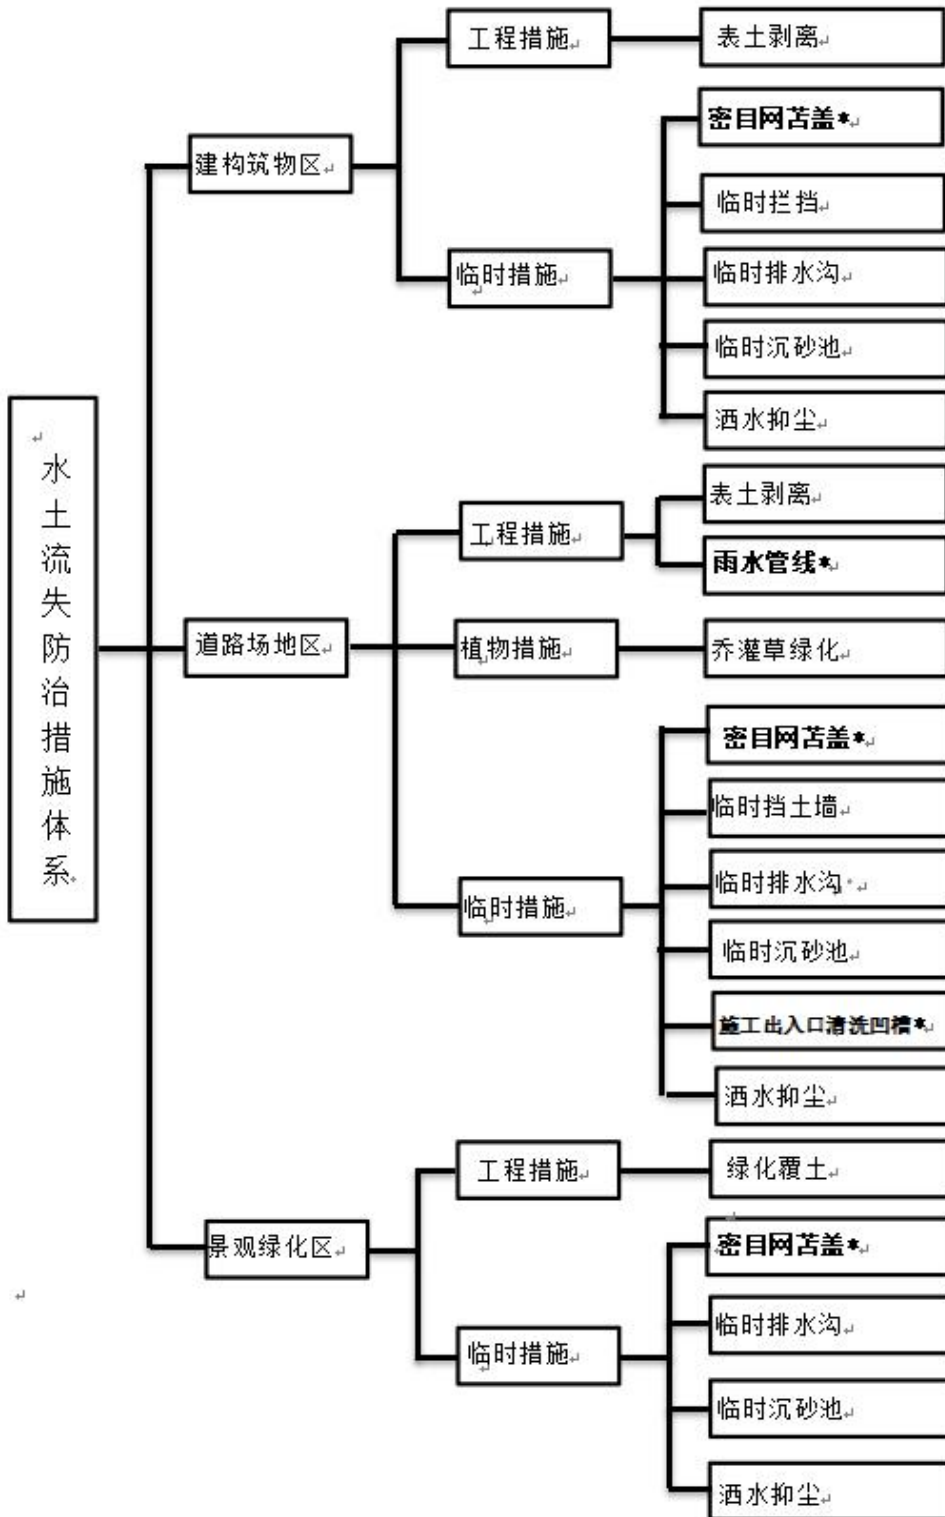 水土流失防治措施体系
建构筑物区
工程措施
表土剥离
临时措施
密目网苫盖*
临时拦挡
临时排水沟
临时沉砂池
洒水抑尘
道路场地区
工程措施
表土剥离
雨水管线*
植物措施
乔灌草绿化
临时措施
密目网苫盖*
临时挡土墙
临时排水沟
临时沉砂池
施工出入口清洗凹槽*
洒水抑尘
景观绿化区
工程措施
绿化覆土
临时措施
密目网苫盖*
临时排水沟
临时沉砂池
洒水抑尘